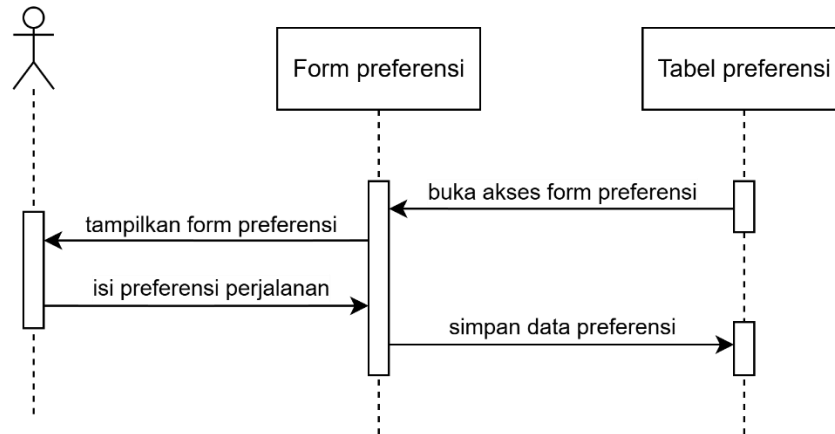 Form preferensi
Tabel preferensi
buka akses form preferensi
tampilkan form preferensi
isi preferensi perjalanan
simpan data preferensi